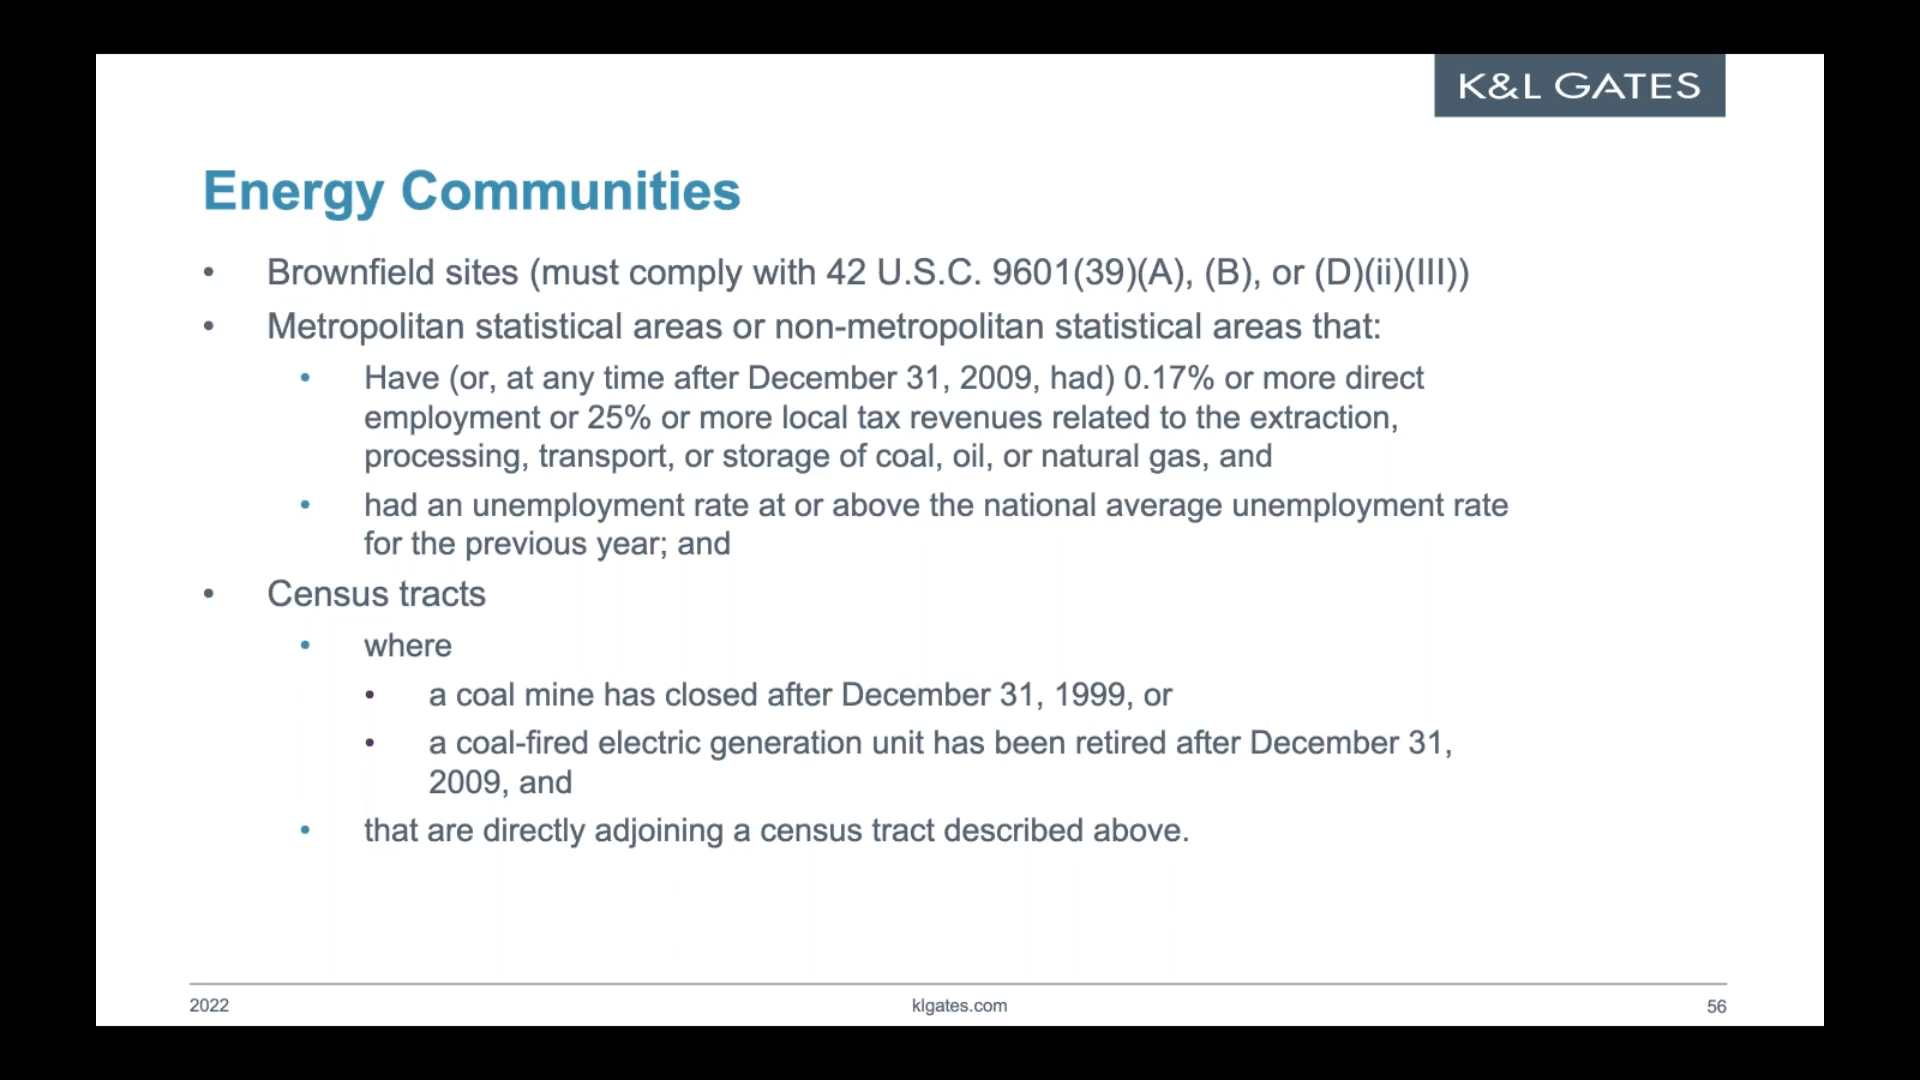 K&L GATES
Energy Communities
• Brownfield sites (must comply with 42 U.S.C. 9601(39)(A), (B), or (D)(ii)(III))
• Metropolitan statistical areas or non-metropolitan statistical areas that:
• Have (or, at any time after December 31, 2009, had) 0.17% or more direct
employment or 25% or more local tax revenues related to the extraction,
processing, transport, or storage of coal, oil, or natural gas, and
• had an unemployment rate at or above the national average unemployment rate
for the previous year; and
• Census tracts
• where
• a coal mine has closed after December 31, 1999, or
• a coal-fired electric generation unit has been retired after December 31,
2009, and
• that are directly adjoining a census tract described above.
2022 klgates.com 56